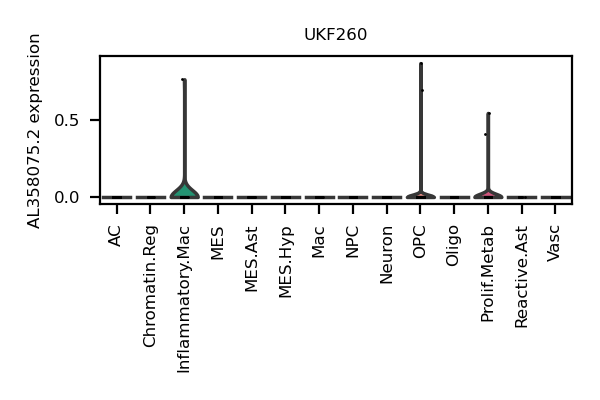 UKF260
AL358075.2 expression
0.5
0.0
AC
Chromatin.Reg
Inflammatory.Mac
MES
MES.Ast
MES.Hyp
Mac
NPC
Neuron
OPC
Oligo
Prolif.Metab
Reactive.Ast
Vasc